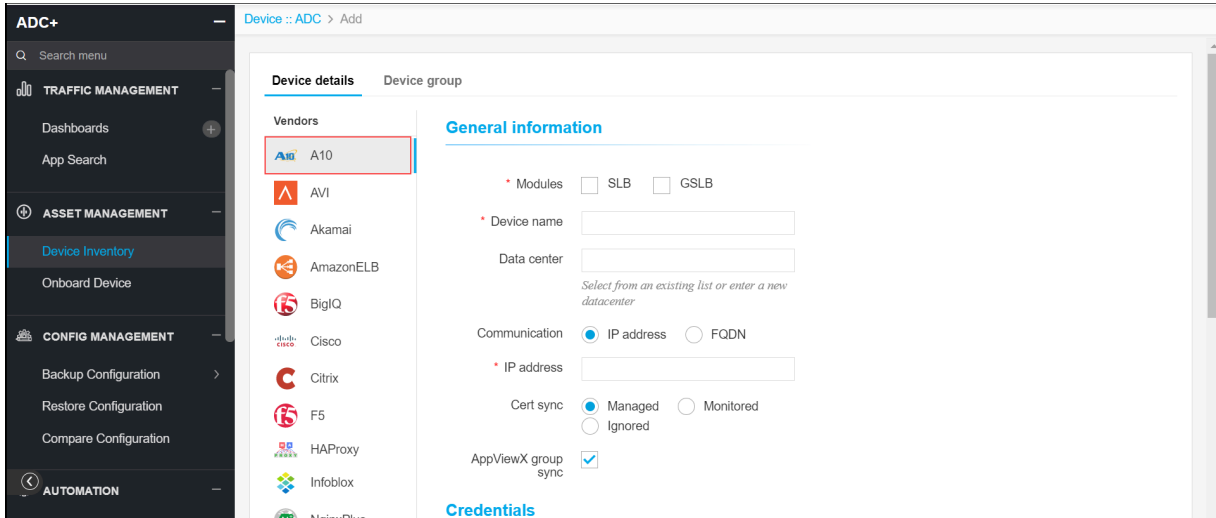 ADC+
Search menu
TRAFFIC MANAGEMENT
Dashboards
App Search
ASSET MANAGEMENT
Device Inventory
Onboard Device
CONFIG MANAGEMENT
Backup Configuration
Restore Configuration
Compare Configuration
AUTOMATION
Device :: ADC > Add
Device details
Device group
Vendors
A10 A10
AVI
Akamai
AmazonELB
BigIQ
CISCO Cisco
Citrix
F5
HAProxy
Infoblox
NginxPlus
General information
* Modules SLB GSLB
* Device name
Data center
Select from an existing list or enter a new
datacenter
Communication IP address FQDN
* IP address
Cert sync Managed Monitored
Ignored
AppViewX group
sync
Credentials